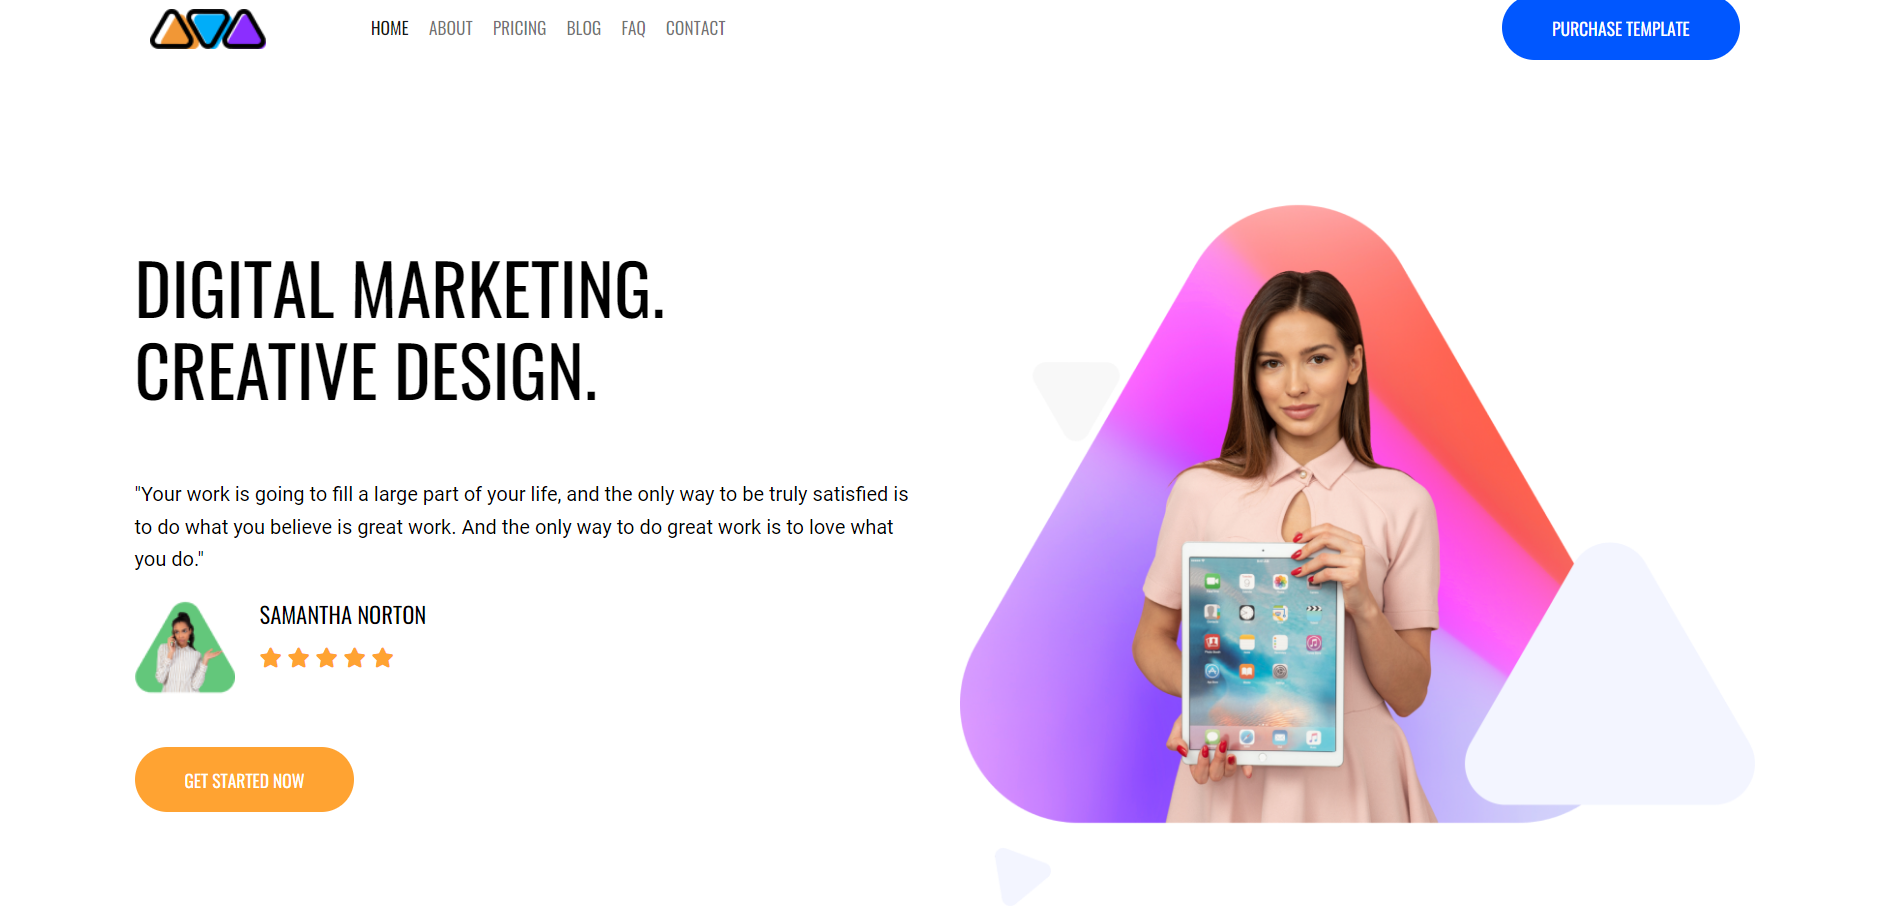 HOME ABOUT PRICING BLOG FAQ CONTACT PURCHASE TEMPLATE
DIGITAL MARKETING.
CREATIVE DESIGN.
"Your work is going to fill a large part of your life, and the only way to be truly satisfied is
to do what you believe is great work. And the only way to do great work is to love what
you do."
SAMANTHA NORTON
GET STARTED NOW